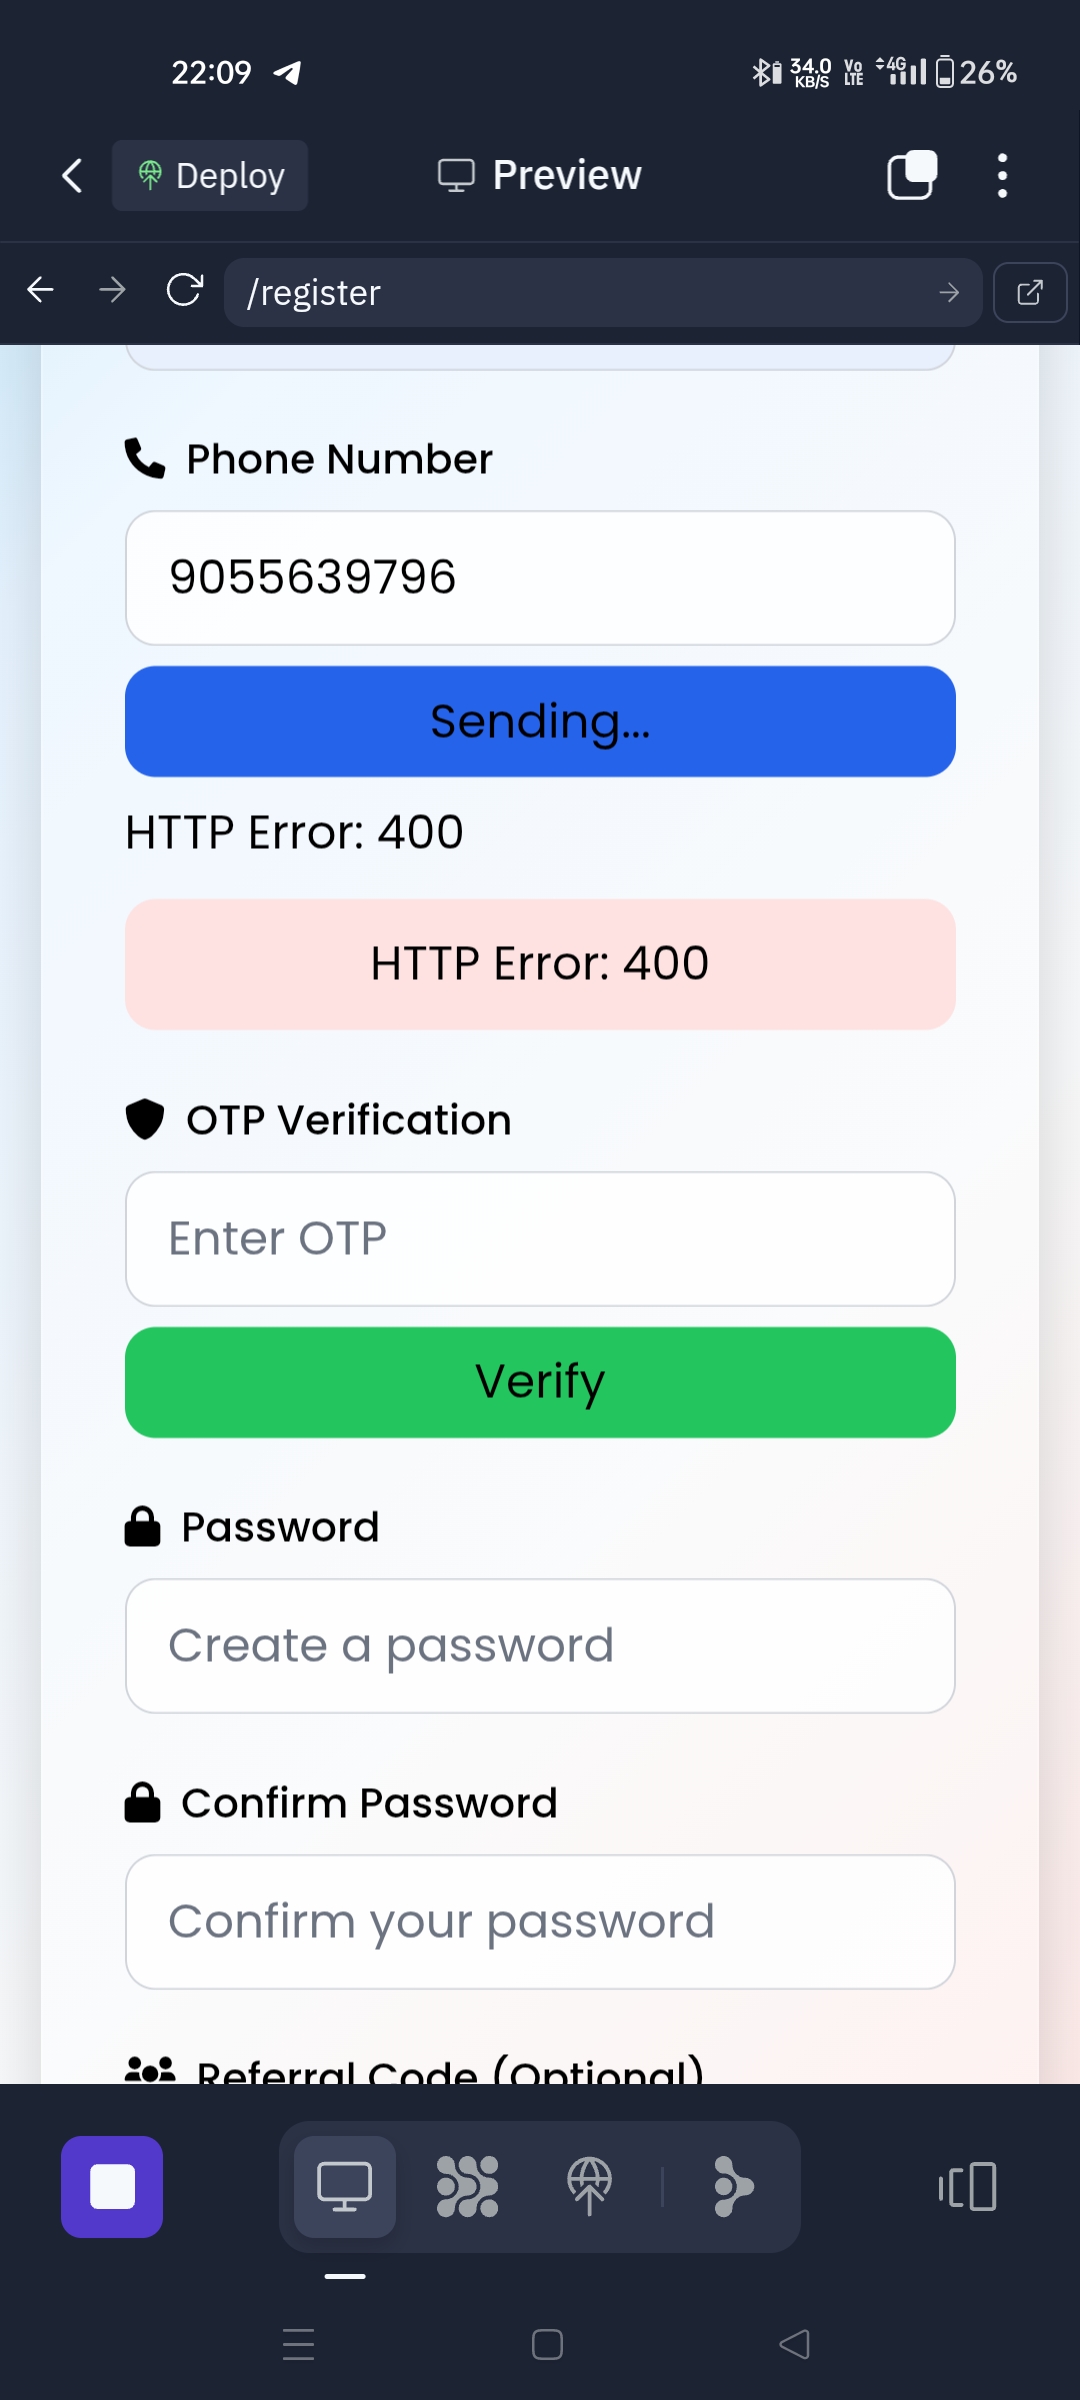 22:09
34.0
KB/S
Vo
LTE
4G
26%
Deploy
Preview
/register
Phone Number
9055639796
Sending...
HTTP Error: 400
HTTP Error: 400
OTP Verification
Enter OTP
Verify
Password
Create a password
Confirm Password
Confirm your password
Referral Code (Optional)